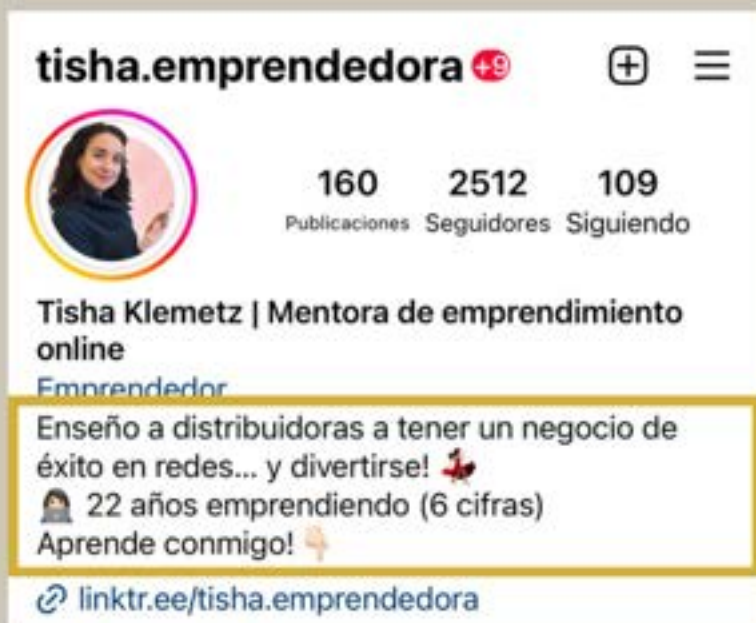 tisha.emprendedora +9
160 2512 109
Publicaciones Seguidores Siguiendo
Tisha Klemetz | Mentora de emprendimiento
online
Emprendedor
Enseño a distribuidoras a tener un negocio de
éxito en redes... y divertirse! 💃
👩🏻‍💻 22 años emprendiendo (6 cifras)
Aprende conmigo! 👇🏻
linktr.ee/tisha.emprendedora